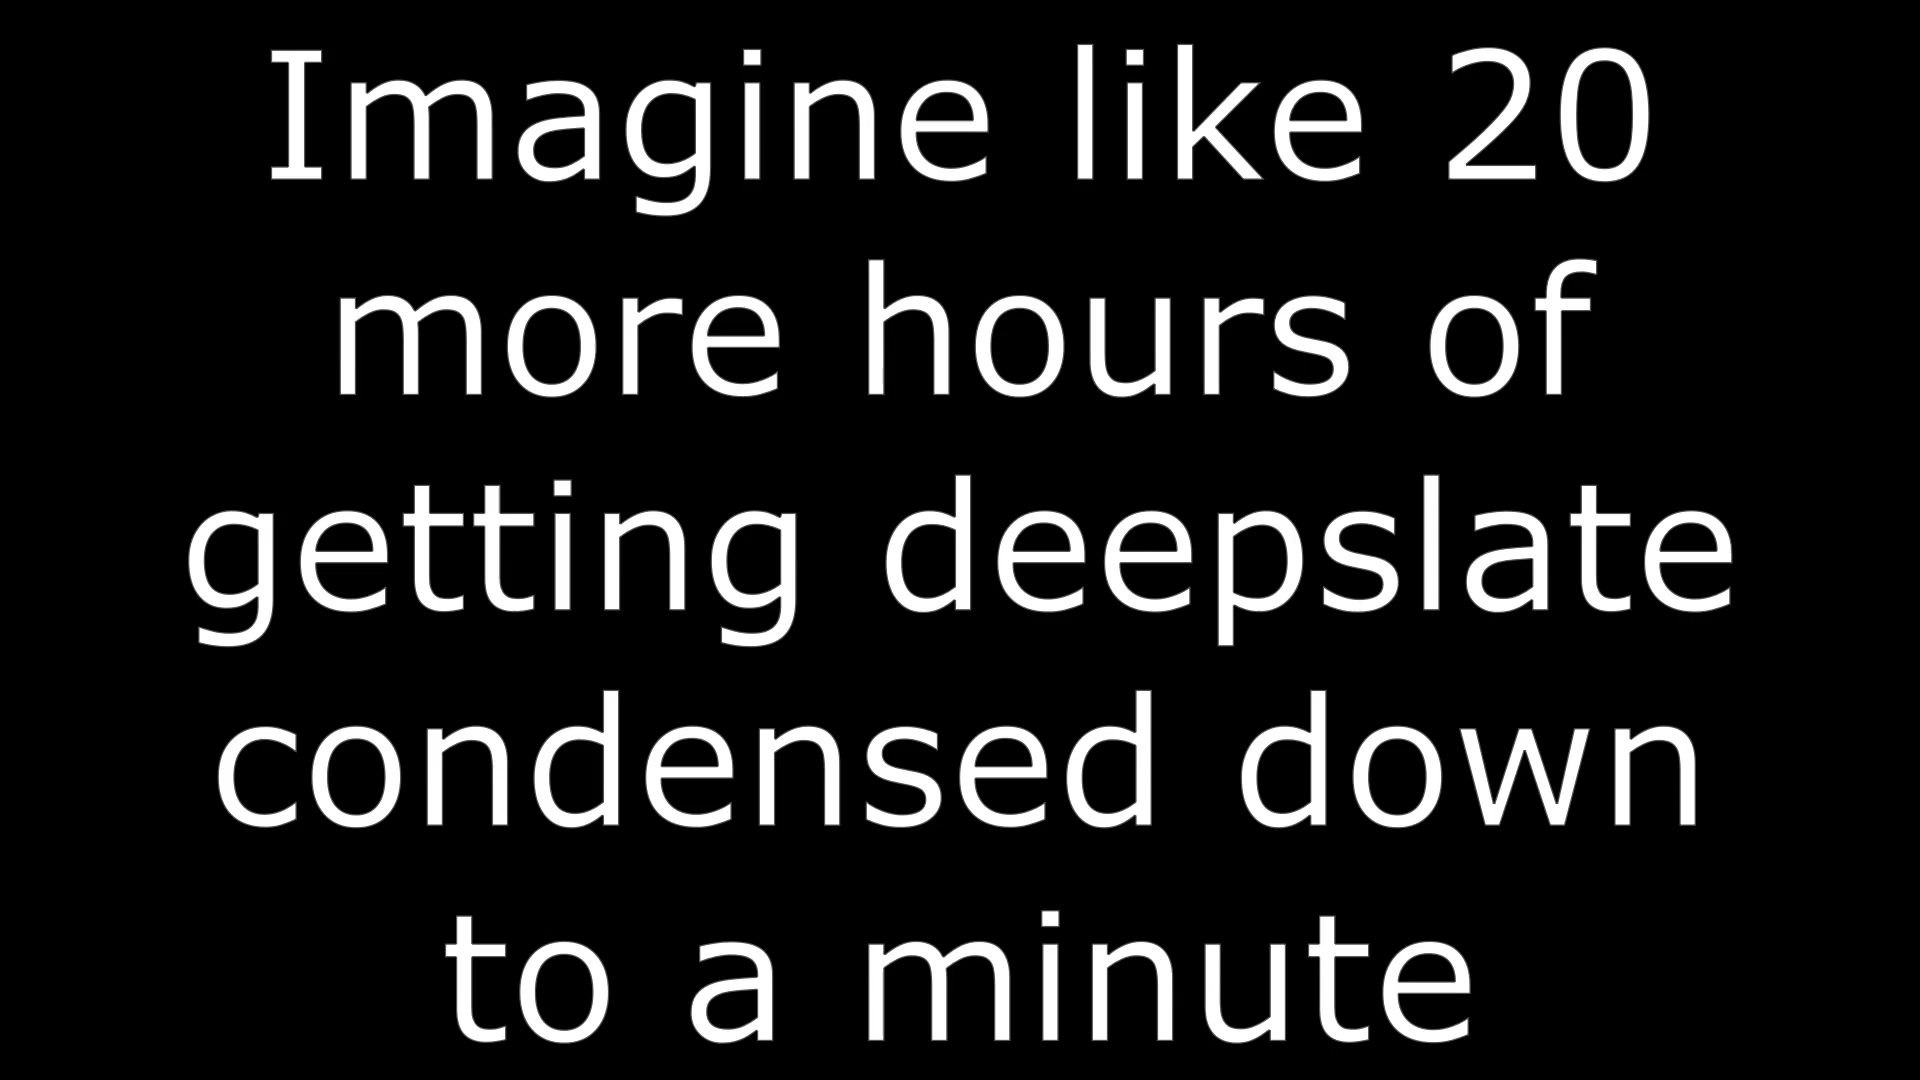 Imagine like 20
more hours of
getting deepslate
condensed down
to a minute